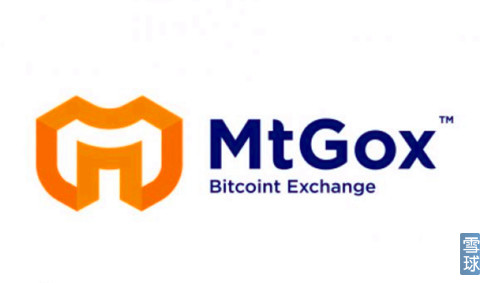 MtGox™
Bitcoint Exchange
雪球